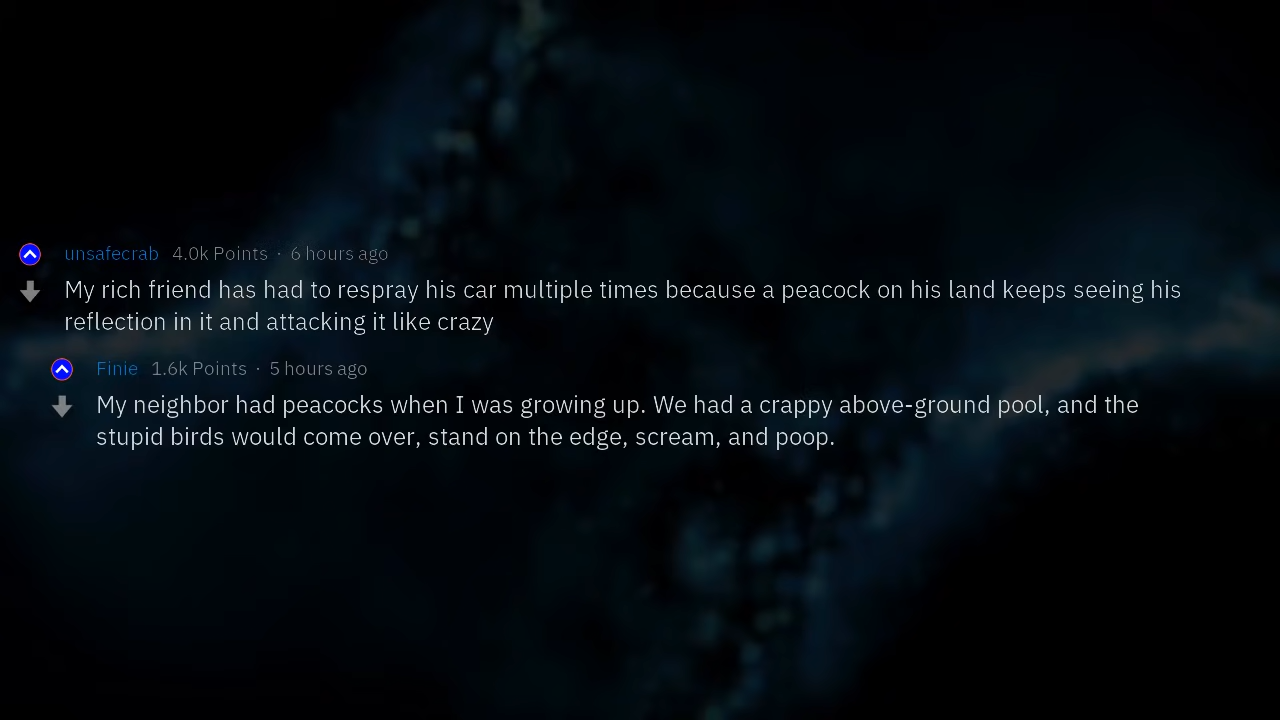 unsafecrab 4.0k Points · 6 hours ago
My rich friend has had to respray his car multiple times because a peacock on his land keeps seeing his
reflection in it and attacking it like crazy
Finie 1.6k Points · 5 hours ago
My neighbor had peacocks when I was growing up. We had a crappy above-ground pool, and the
stupid birds would come over, stand on the edge, scream, and poop.